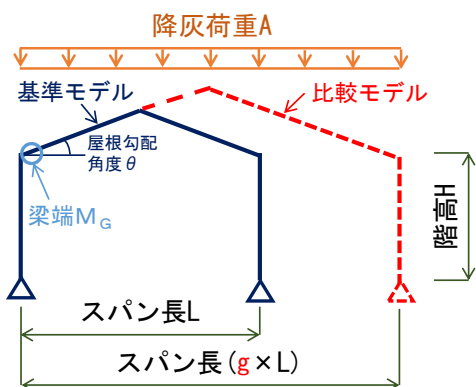 降灰荷重A
基準モデル
比較モデル
屋根勾配
角度θ
梁端MG
階高H
スパン長L
スパン長(g×L)